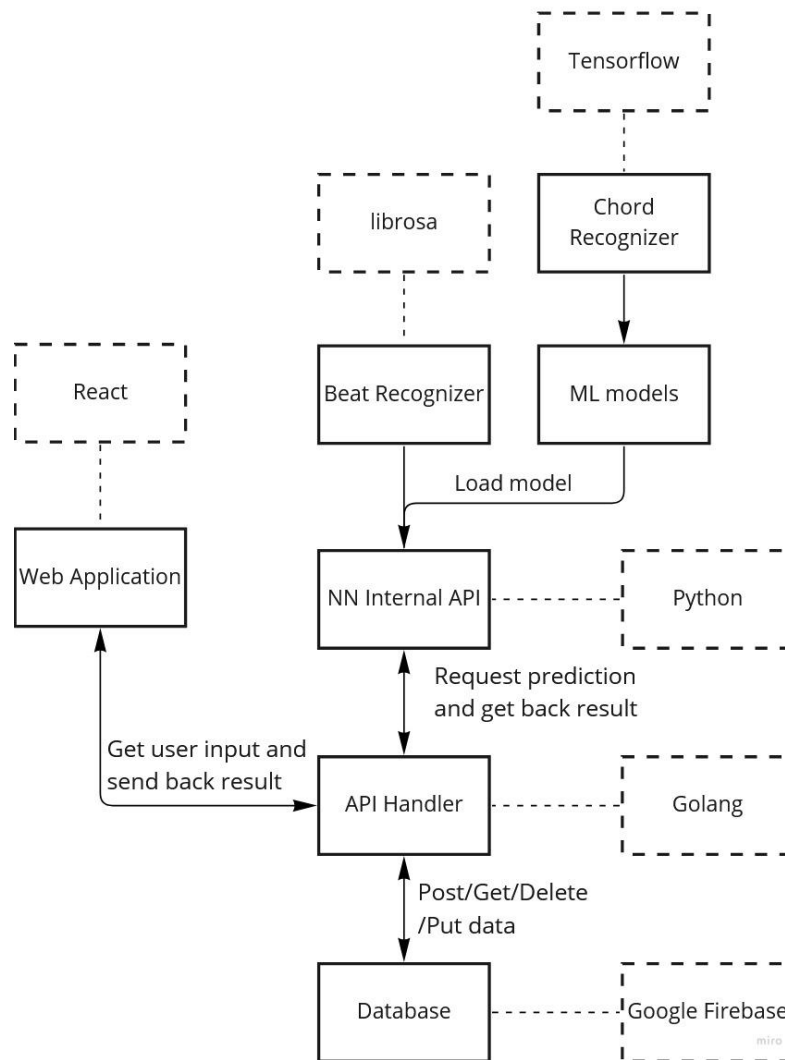 Tensorflow
Chord
Recognizer
librosa
React
Beat Recognizer
ML models
Load model
Web Application
NN Internal API
Python
Request prediction
and get back result
Get user input and
send back result
API Handler
Golang
Post/Get/Delete
/Put data
Database
Google Firebase
miro